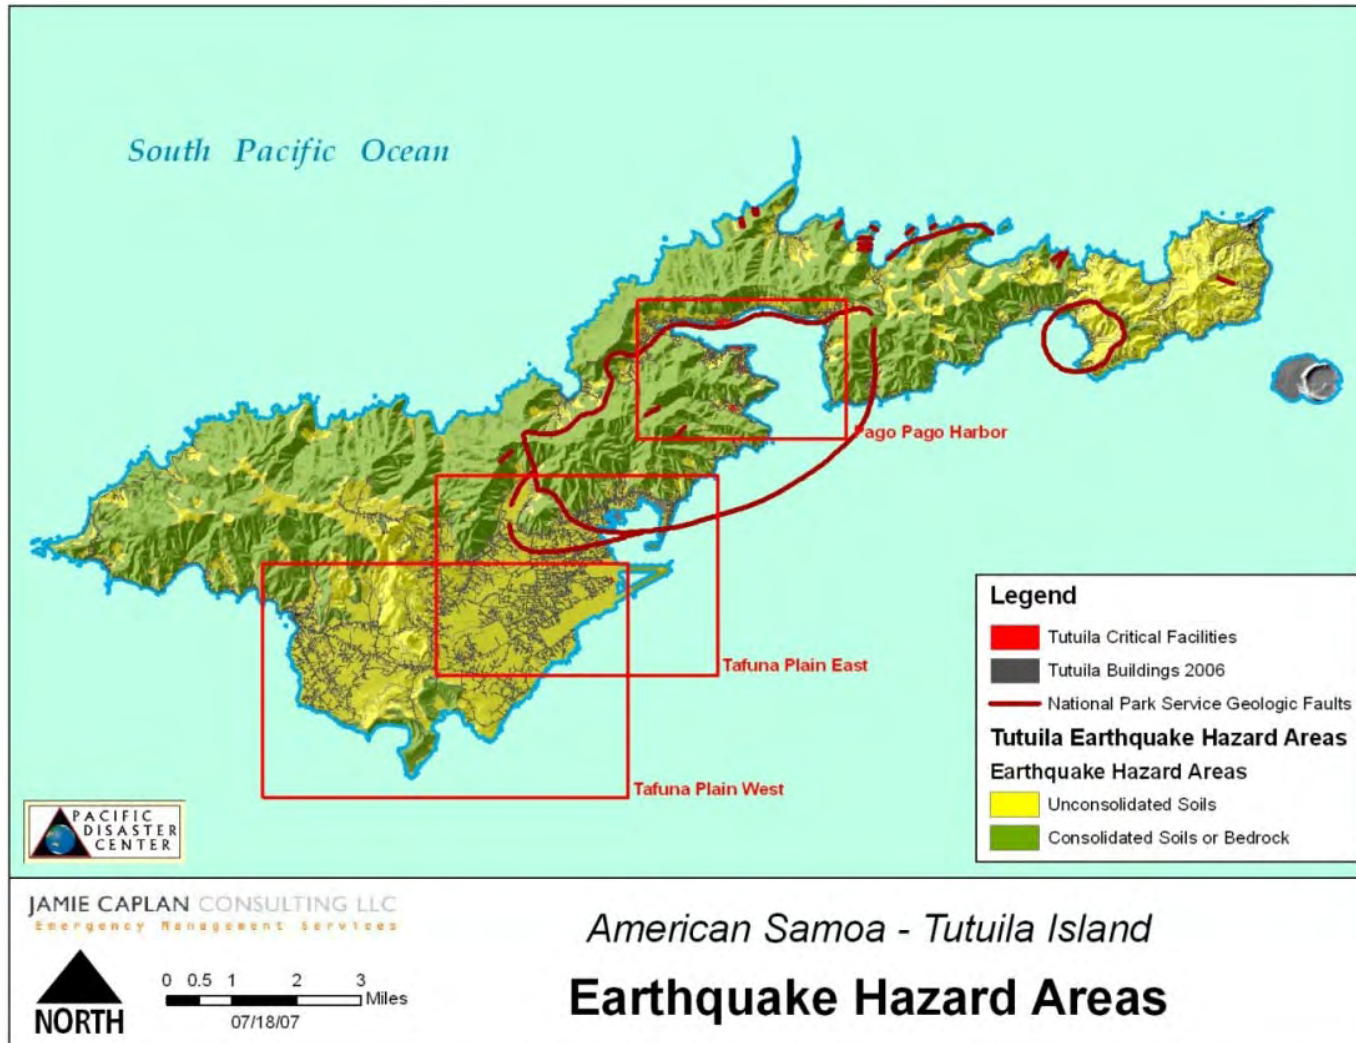 South Pacific Ocean
Pago Pago Harbor
Tafuna Plain East
Tafuna Plain West
Legend
Tutuila Critical Facilities
Tutuila Buildings 2006
National Park Service Geologic Faults
Tutuila Earthquake Hazard Areas
Earthquake Hazard Areas
Unconsolidated Soils
Consolidated Soils or Bedrock
PACIFIC
DISASTER
CENTER
JAMIE CAPLAN CONSULTING LLC
Emergency Management Services
NORTH
0 0.5 1 2 3
Miles
07/18/07
American Samoa - Tutuila Island
Earthquake Hazard Areas